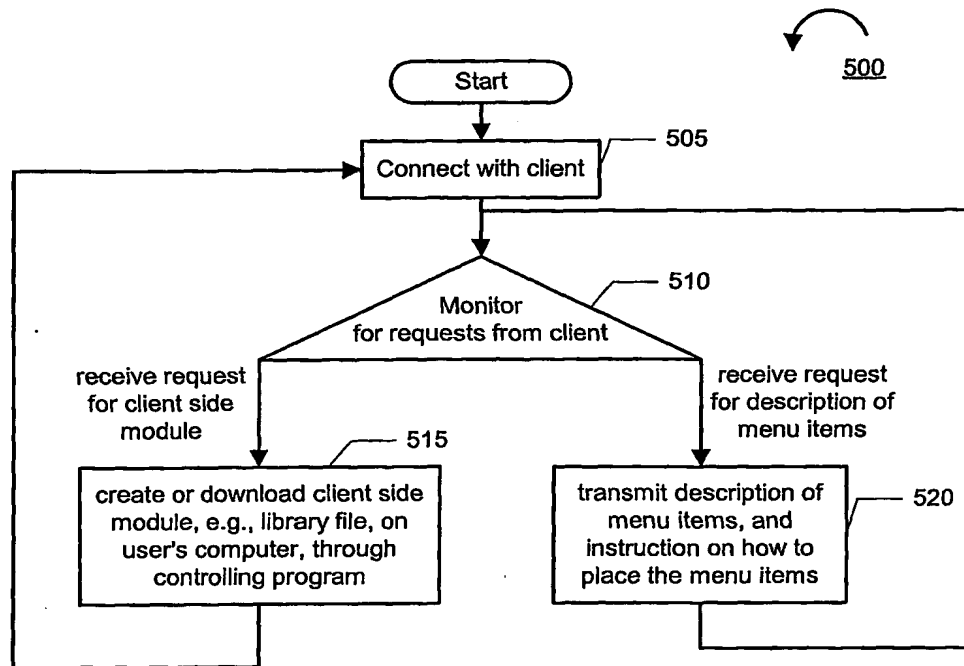 500
Start
505
Connect with client
510
Monitor
for requests from client
receive request
for client side
module
receive request
for description of
menu items
515
create or download client side
module, e.g., library file, on
user's computer, through
controlling program
520
transmit description of
menu items, and
instruction on how to
place the menu items